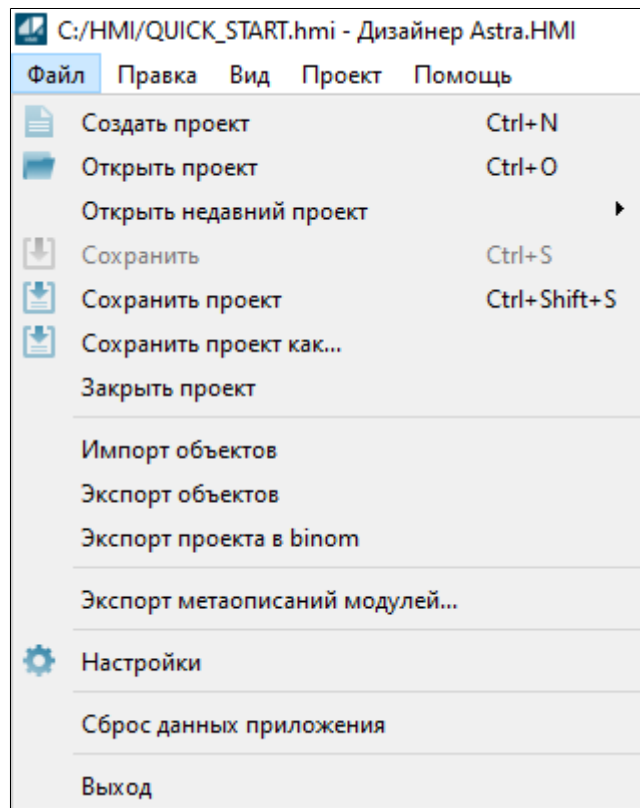 C:/HMI/QUICK_START.hmi - Дизайнер Astra.HMI
Файл Правка Вид Проект Помощь
Создать проект Ctrl+N
Открыть проект Ctrl+O
Открыть недавний проект
Сохранить Ctrl+S
Сохранить проект Ctrl+Shift+S
Сохранить проект как...
Закрыть проект
Импорт объектов
Экспорт объектов
Экспорт проекта в binom
Экспорт метаописаний модулей...
Настройки
Сброс данных приложения
Выход